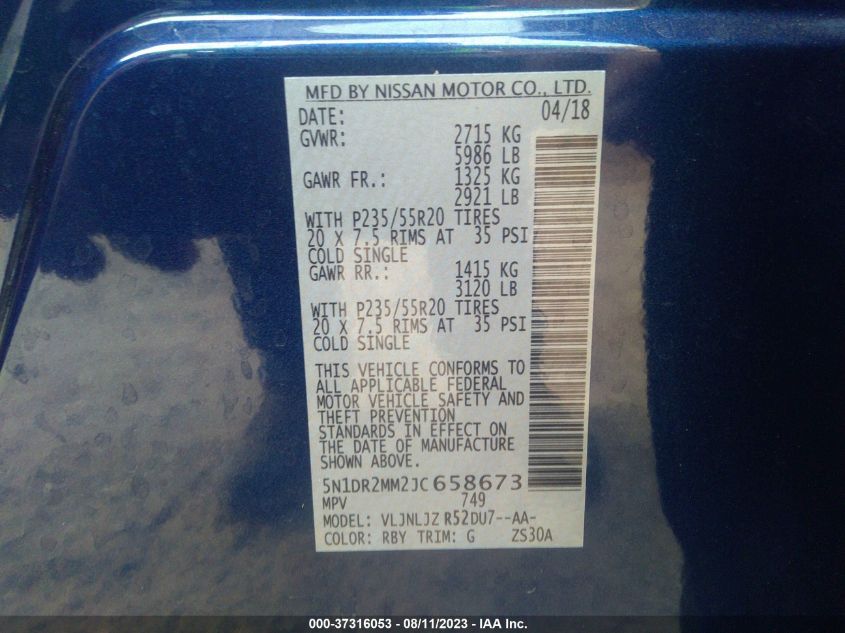 MFD BY NISSAN MOTOR CO., LTD.
DATE: 04/18
GVWR: 2715 KG
5986 LB
GAWR FR.: 1325 KG
2921 LB
WITH P235/55R20 TIRES
20 X 7.5 RIMS AT 35 PSI
COLD SINGLE
GAWR RR.: 1415 KG
3120 LB
WITH P235/55R20 TIRES
20 X 7.5 RIMS AT 35 PSI
COLD SINGLE
THIS VEHICLE CONFORMS TO
ALL APPLICABLE FEDERAL
MOTOR VEHICLE SAFETY AND
THEFT PREVENTION
STANDARDS IN EFFECT ON
THE DATE OF MANUFACTURE
SHOWN ABOVE.
5N1DR2MM2JC658673
MPV 749
MODEL: VLJNLJZ R52DU7--AA-
COLOR: RBY TRIM: G ZS30A
000-37316053 - 08/11/2023 - IAA Inc.